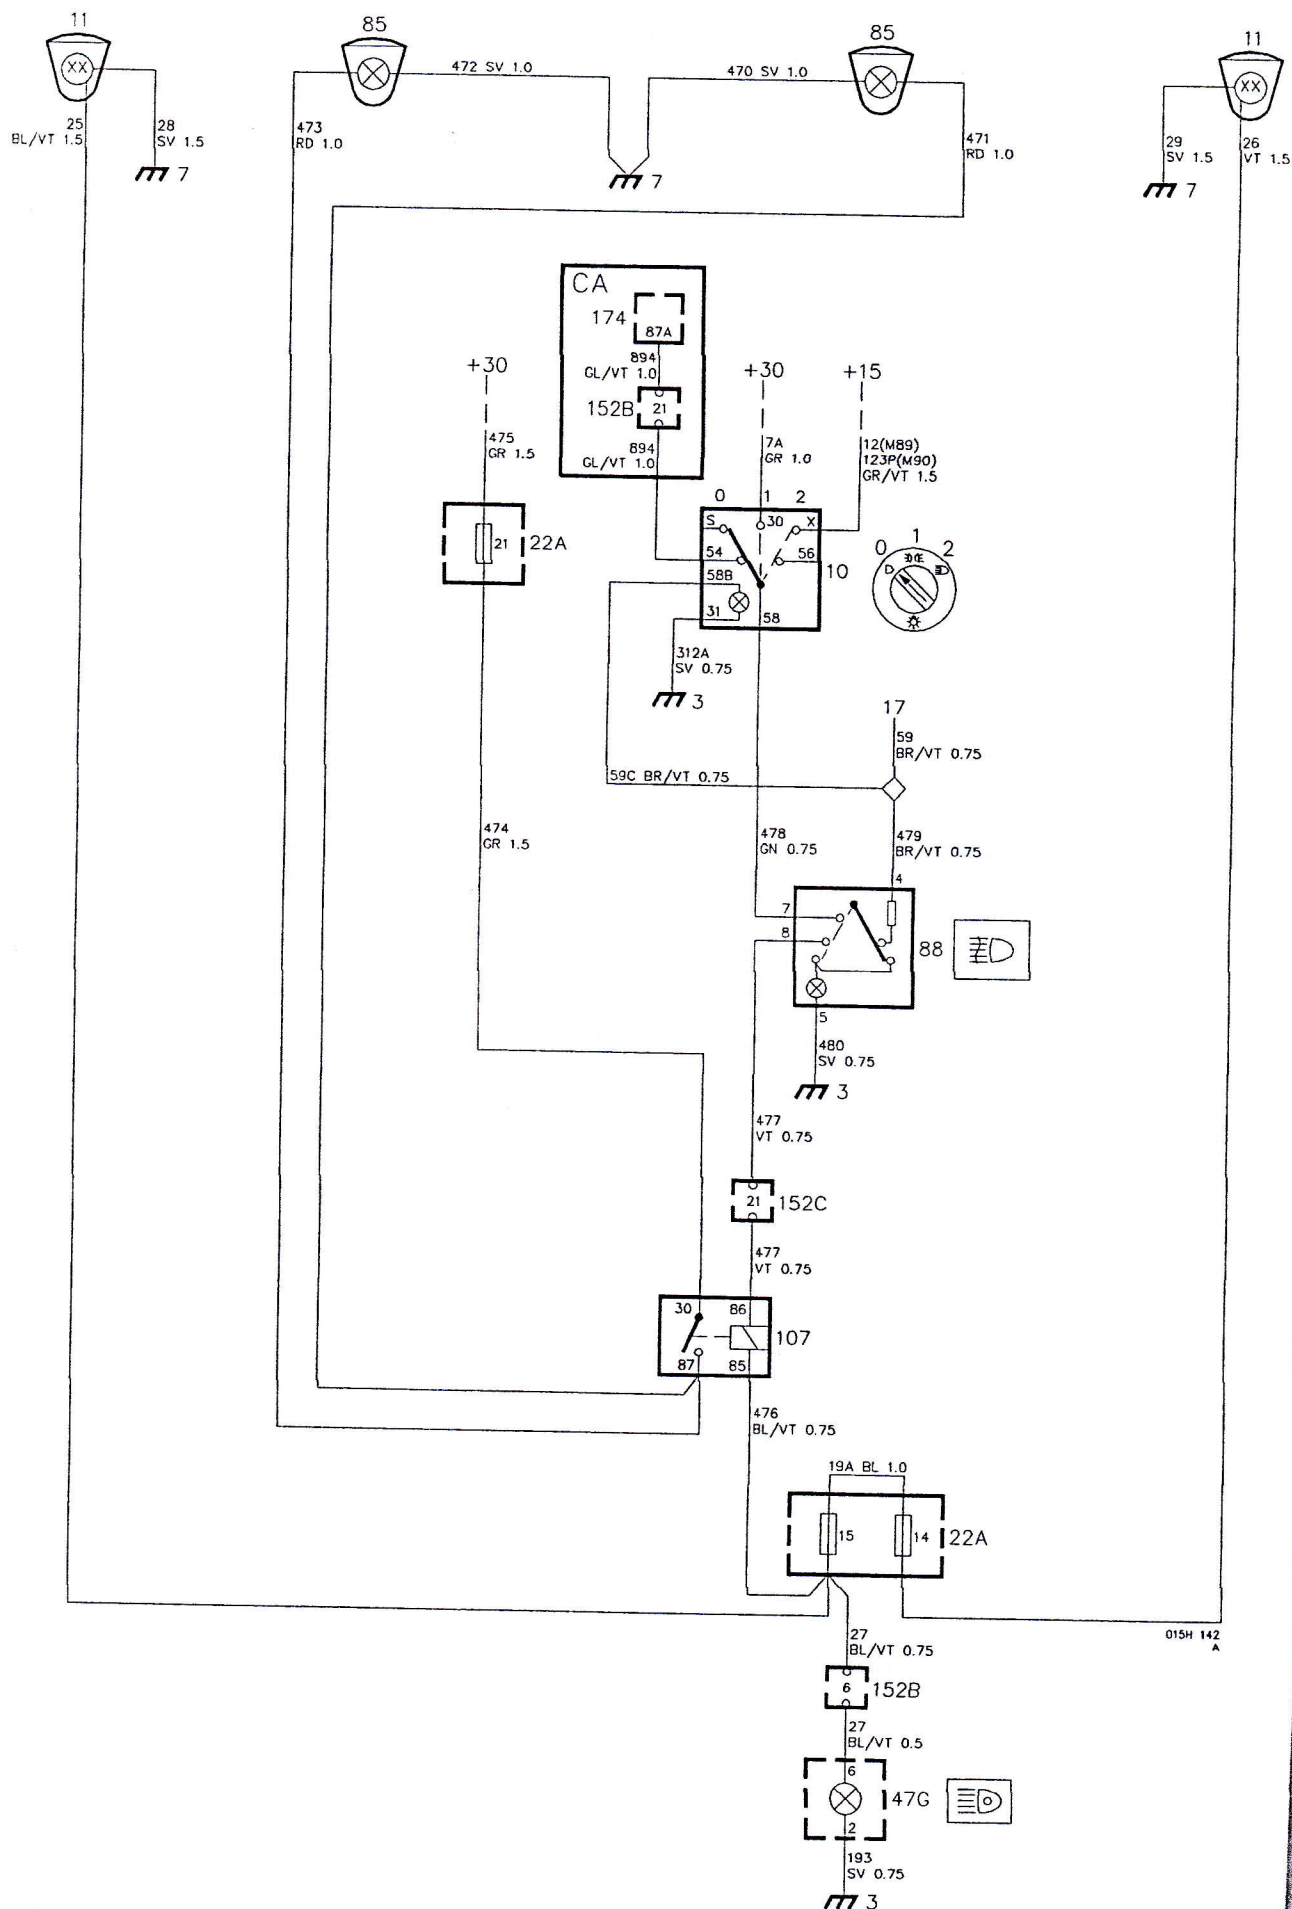 11
85
85
11
XX
XX
472 SV 1.0
470 SV 1.0
25
BL/VT 1.5
28
SV 1.5
473
RD 1.0
471
RD 1.0
29
SV 1.5
26
VT 1.5
7
7
7
CA
174
87A
894
GL/VT 1.0
152B
21
894
GL/VT 1.0
+30
475
GR 1.5
+30
7A
GR 1.0
+15
12(M89)
123P(M90)
GR/VT 1.5
21
22A
0 1 2
S
30
X
54
56
58B
31
58
10
0 1 2
312A
SV 0.75
3
17
59
BR/VT 0.75
59C BR/VT 0.75
474
GR 1.5
478
GN 0.75
479
BR/VT 0.75
4
7
8
88
5
480
SV 0.75
3
477
VT 0.75
21
152C
477
VT 0.75
30
86
107
87
85
476
BL/VT 0.75
19A BL 1.0
15
14
22A
27
BL/VT 0.75
015H 142
A
6
152B
27
BL/VT 0.5
6
47G
2
193
SV 0.75
3